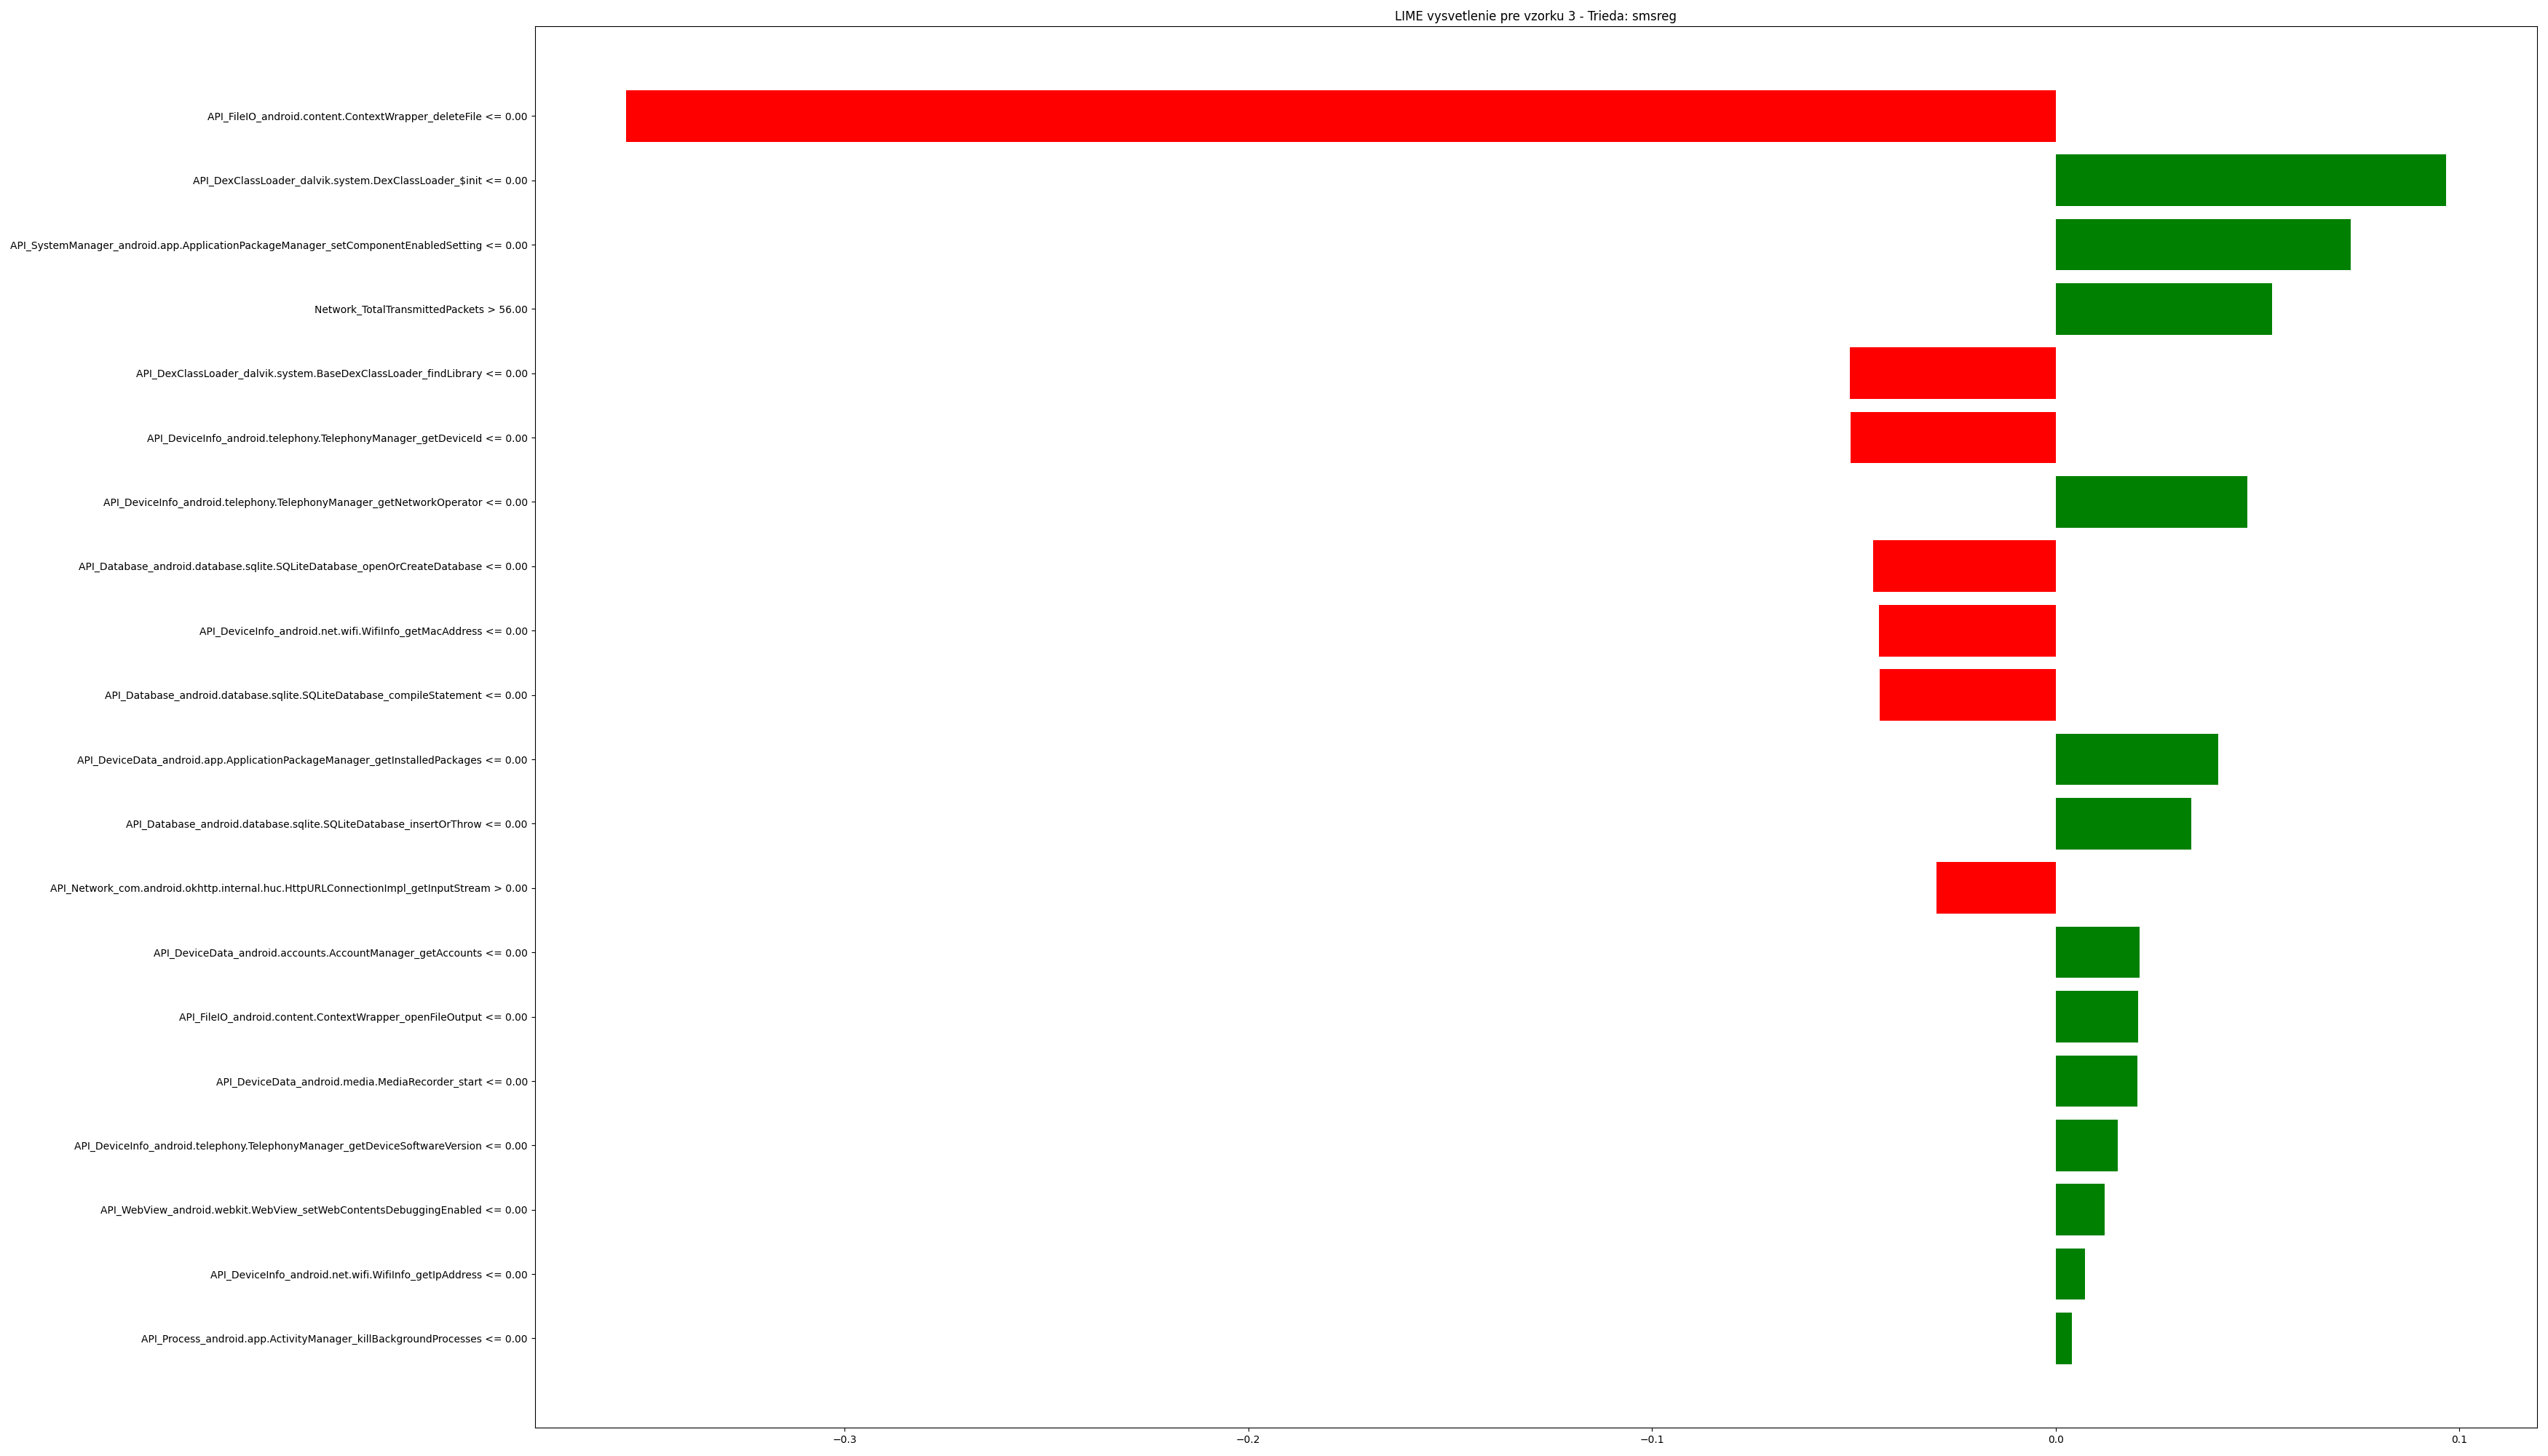 LIME vysvetlenie pre vzorku 3 - Trieda: smsreg
API_FileIO_android.content.ContextWrapper_deleteFile <= 0.00
API_DexClassLoader_dalvik.system.DexClassLoader_$init <= 0.00
API_SystemManager_android.app.ApplicationPackageManager_setComponentEnabledSetting <= 0.00
Network_TotalTransmittedPackets > 56.00
API_DexClassLoader_dalvik.system.BaseDexClassLoader_findLibrary <= 0.00
API_DeviceInfo_android.telephony.TelephonyManager_getDeviceId <= 0.00
API_DeviceInfo_android.telephony.TelephonyManager_getNetworkOperator <= 0.00
API_Database_android.database.sqlite.SQLiteDatabase_openOrCreateDatabase <= 0.00
API_DeviceInfo_android.net.wifi.WifiInfo_getMacAddress <= 0.00
API_Database_android.database.sqlite.SQLiteDatabase_compileStatement <= 0.00
API_DeviceData_android.app.ApplicationPackageManager_getInstalledPackages <= 0.00
API_Database_android.database.sqlite.SQLiteDatabase_insertOrThrow <= 0.00
API_Network_com.android.okhttp.internal.huc.HttpURLConnectionImpl_getInputStream > 0.00
API_DeviceData_android.accounts.AccountManager_getAccounts <= 0.00
API_FileIO_android.content.ContextWrapper_openFileOutput <= 0.00
API_DeviceData_android.media.MediaRecorder_start <= 0.00
API_DeviceInfo_android.telephony.TelephonyManager_getDeviceSoftwareVersion <= 0.00
API_WebView_android.webkit.WebView_setWebContentsDebuggingEnabled <= 0.00
API_DeviceInfo_android.net.wifi.WifiInfo_getIpAddress <= 0.00
API_Process_android.app.ActivityManager_killBackgroundProcesses <= 0.00
−0.3 −0.2 −0.1 0.0 0.1